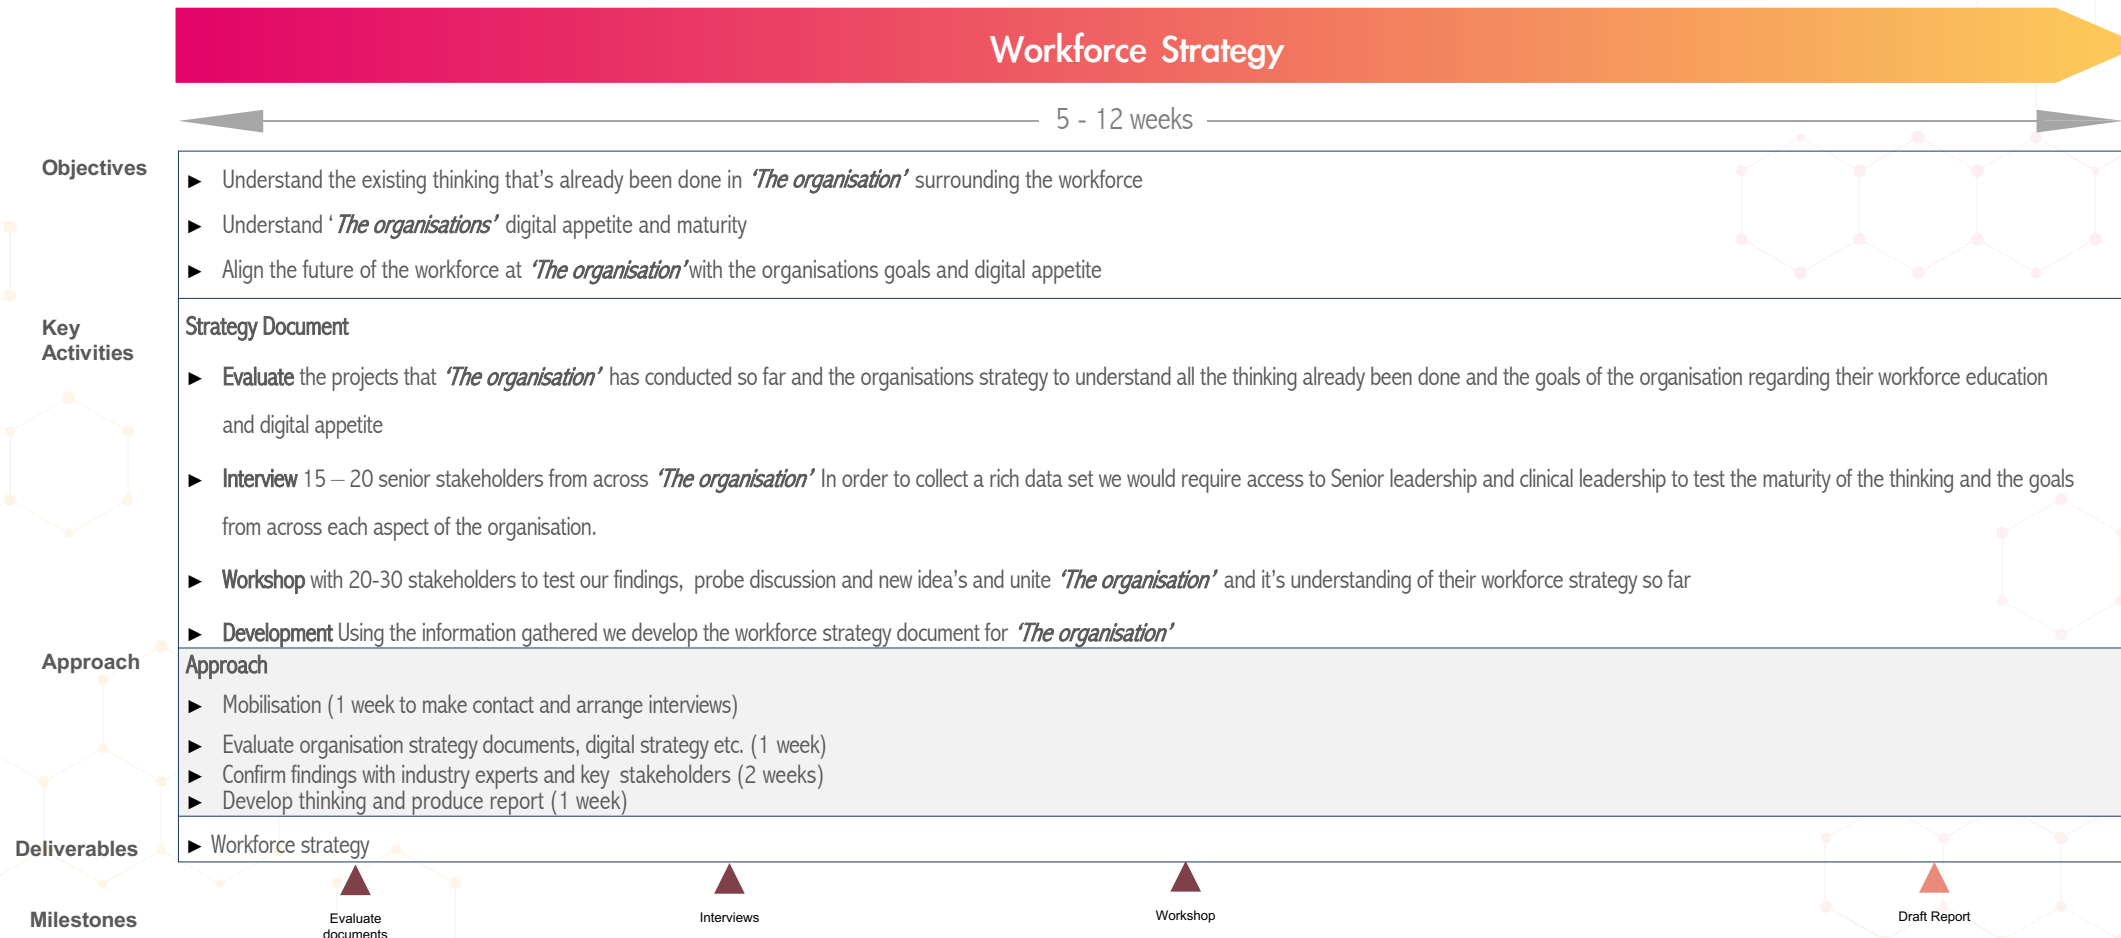 Workforce Strategy
5 - 12 weeks
Objectives
► Understand the existing thinking that's already been done in 'The organisation' surrounding the workforce
► Understand 'The organisations' digital appetite and maturity
► Align the future of the workforce at 'The organisation'with the organisations goals and digital appetite
Key
Activities
Strategy Document
► Evaluate the projects that 'The organisation' has conducted so far and the organisations strategy to understand all the thinking already been done and the goals of the organisation regarding their workforce education
and digital appetite
► Interview 15 – 20 senior stakeholders from across 'The organisation' In order to collect a rich data set we would require access to Senior leadership and clinical leadership to test the maturity of the thinking and the goals
from across each aspect of the organisation.
► Workshop with 20-30 stakeholders to test our findings, probe discussion and new idea's and unite 'The organisation' and it's understanding of their workforce strategy so far
► Development Using the information gathered we develop the workforce strategy document for 'The organisation'
Approach
Approach
► Mobilisation (1 week to make contact and arrange interviews)
► Evaluate organisation strategy documents, digital strategy etc. (1 week)
► Confirm findings with industry experts and key stakeholders (2 weeks)
► Develop thinking and produce report (1 week)
Deliverables
► Workforce strategy
Milestones
Evaluate
documents
Interviews
Workshop
Draft Report